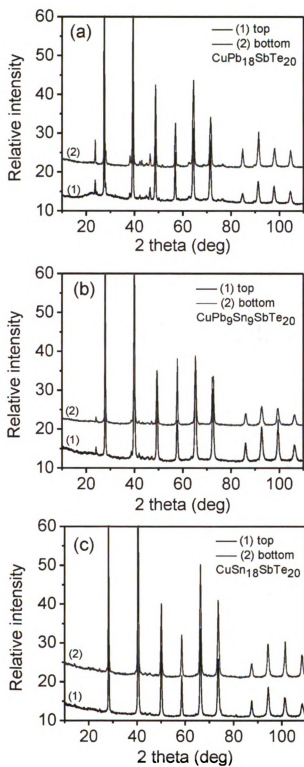 (a)
— (1) top
— (2) bottom
CuPb18SbTe20
Relative intensity
60
50
40
30
20
10
(2)
(1)
20 40 60 80 100
2 theta (deg)
(b)
— (1) top
— (2) bottom
CuPb9Sn9SbTe20
Relative intensity
60
50
40
30
20
10
(2)
(1)
20 40 60 80 100
2 theta (deg)
(c)
— (1) top
— (2) bottom
CuSn18SbTe20
Relative intensity
60
50
40
30
20
10
(2)
(1)
20 40 60 80 100
2 theta (deg)